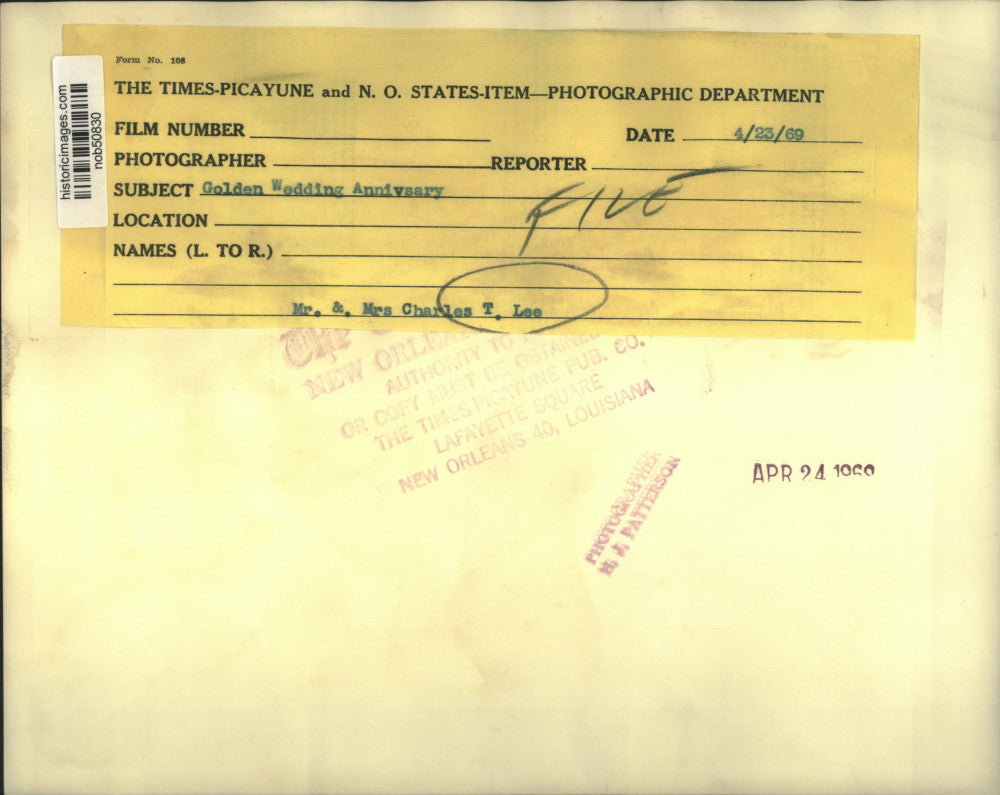 Form No. 108
THE TIMES-PICAYUNE and N. O. STATES-ITEM—PHOTOGRAPHIC DEPARTMENT
FILM NUMBER
DATE 4/23/69
PHOTOGRAPHER
REPORTER
SUBJECT Golden Wedding Annivsary
FIVE
LOCATION
NAMES (L. TO R.)
Mr. &. Mrs Charles T. Lee
historicimages.com
nob50830
NEW ORLEA
AUTHORITY TO
OR COPY MUST BE OBTAINED
THE TIMES-PICAYUNE PUB. CO.
LAFAYETTE SQUARE
NEW ORLEANS 40, LOUISIANA
PHOTOGRAPHER
H. J. PATTERSON
APR 24 1969